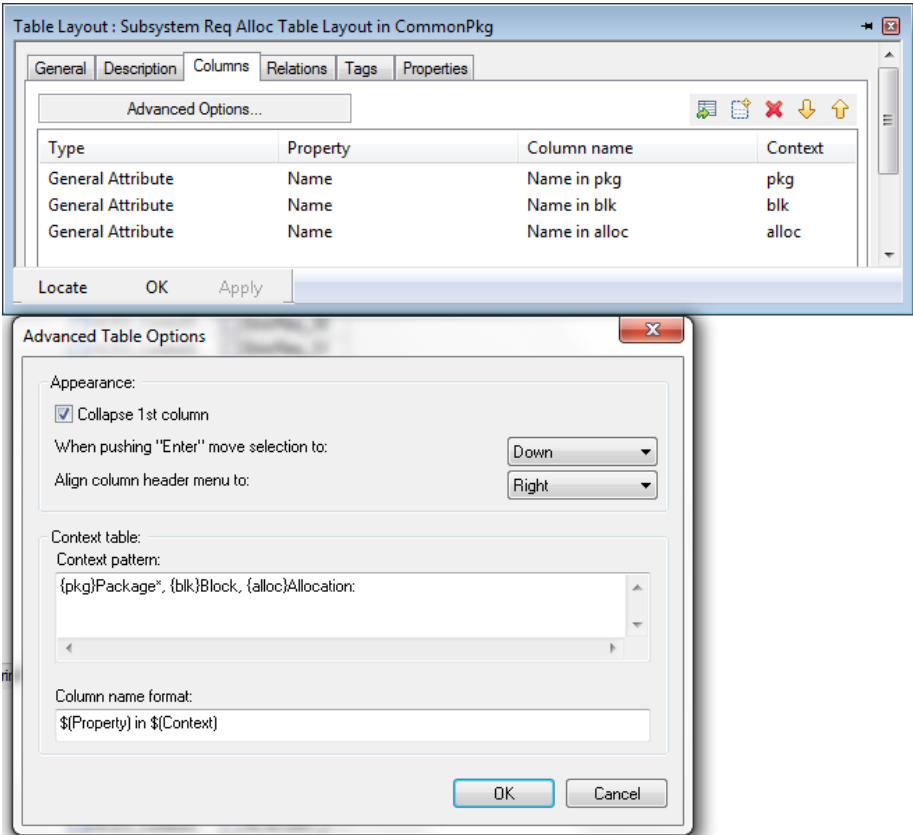 Table Layout : Subsystem Req Alloc Table Layout in CommonPkg
General Description Columns Relations Tags Properties
Advanced Options...
Type Property Column name Context
General Attribute Name Name in pkg pkg
General Attribute Name Name in blk blk
General Attribute Name Name in alloc alloc
Locate OK Apply
Advanced Table Options
Appearance:
Collapse 1st column
When pushing "Enter" move selection to: Down
Align column header menu to: Right
Context table:
Context pattern:
{pkg}Package*, {blk}Block, {alloc}Allocation:
Column name format:
$(Property) in $(Context)
OK Cancel